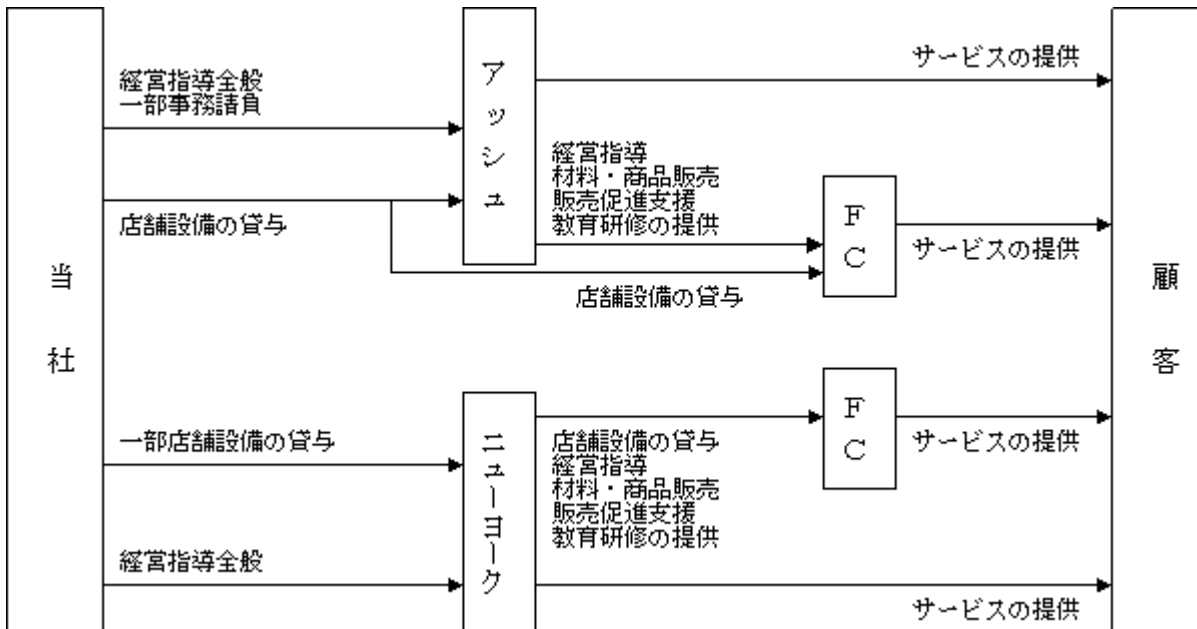 当社
経営指導全般
一部事務請負
店舗設備の貸与
一部店舗設備の貸与
経営指導全般
アッシュ
サービスの提供
経営指導
材料・商品販売
販売促進支援
教育研修の提供
店舗設備の貸与
FC
サービスの提供
ニューヨーク
店舗設備の貸与
経営指導
材料・商品販売
販売促進支援
教育研修の提供
FC
サービスの提供
サービスの提供
顧客